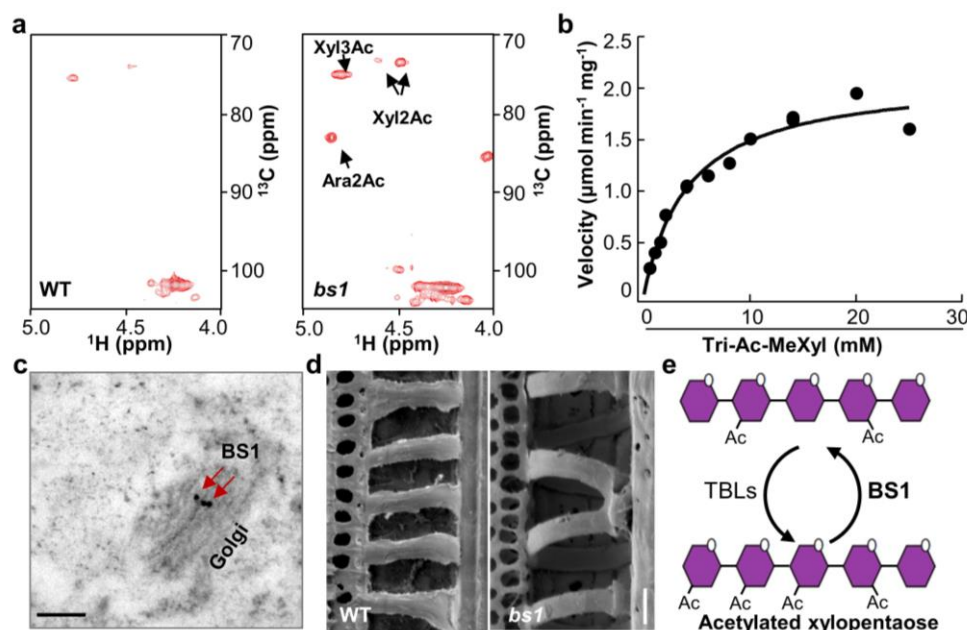 a
70
80
90
100
¹³C (ppm)
WT
5.0
4.5
4.0
¹H (ppm)
Xyl3Ac
Xyl2Ac
Ara2Ac
bs1
70
80
90
100
¹³C (ppm)
5.0
4.5
4.0
¹H (ppm)
b
Velocity (µmol min⁻¹ mg⁻¹)
2.5
2.0
1.5
1.0
0.5
0
0
10
20
30
Tri-Ac-MeXyl (mM)
c
BS1
Golgi
d
WT
bs1
e
Ac
Ac
TBLs
BS1
Ac
Ac
Ac
Ac
Acetylated xylopentaose